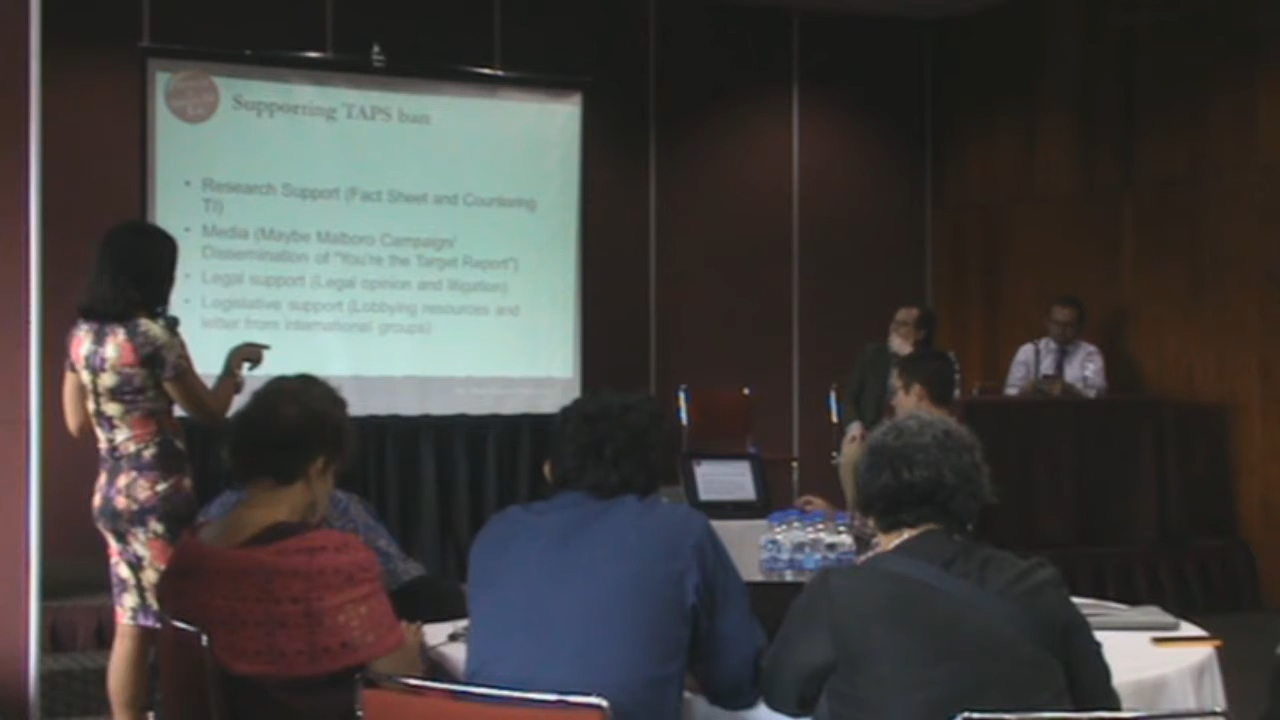 Supporting TAPS ban
• Research Support (Fact Sheet and Countering
TI)
• Media (Maybe Malboro Campaign/
Dissemination of "You're the Target Report")
• Legal support (Legal opinion and litigation)
• Legislative support (Lobbying resources and
letter from international groups)